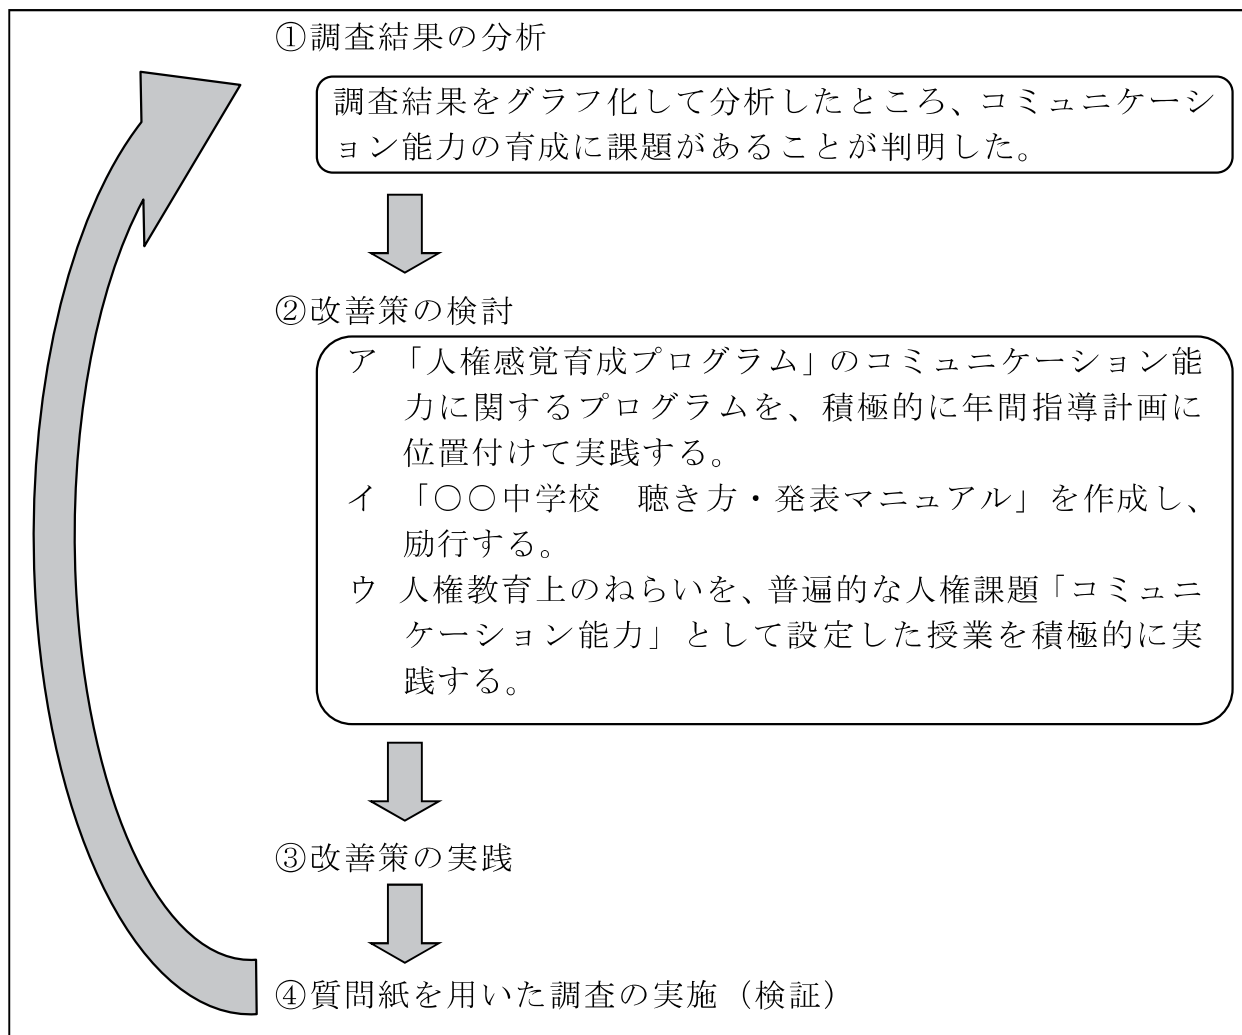 ①調査結果の分析
調査結果をグラフ化して分析したところ、コミュニケーシ
ョン能力の育成に課題があることが判明した。
②改善策の検討
ア 「人権感覚育成プログラム」のコミュニケーション能
力に関するプログラムを、積極的に年間指導計画に
位置付けて実践する。
イ 「○○中学校　聴き方・発表マニュアル」を作成し、
励行する。
ウ 人権教育上のねらいを、普遍的な人権課題「コミュニ
ケーション能力」として設定した授業を積極的に実
践する。
③改善策の実践
④質問紙を用いた調査の実施（検証）